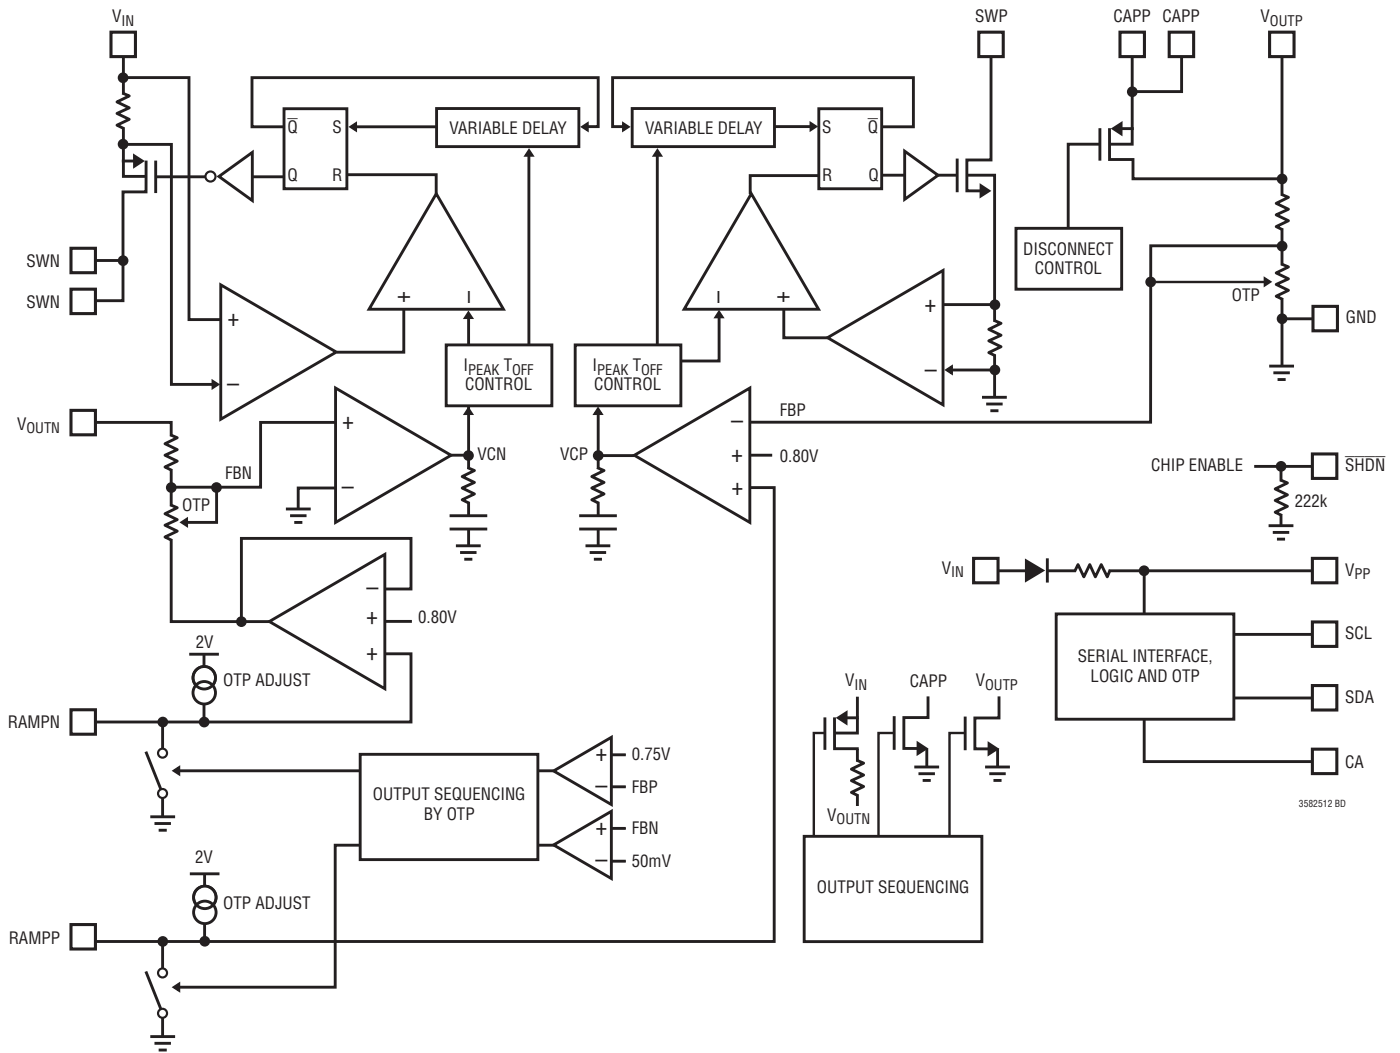 VIN
SWP
CAPP
CAPP
VOUTP
Q̅
S
VARIABLE DELAY
VARIABLE DELAY
S
Q̅
Q
R
R
Q
DISCONNECT
CONTROL
SWN
SWN
OTP
GND
+
–
+
–
–
+
+
–
IPEAK TOFF
CONTROL
IPEAK TOFF
CONTROL
VOUTN
FBN
OTP
+
–
VCN
VCP
–
+
+
FBP
0.80V
CHIP ENABLE
S̅H̅D̅N̅
222k
VIN
VPP
–
+
+
0.80V
2V
OTP ADJUST
RAMPN
SERIAL INTERFACE,
LOGIC AND OTP
SCL
SDA
CA
VIN
CAPP
VOUTP
VOUTN
OUTPUT SEQUENCING
OUTPUT SEQUENCING
BY OTP
+
–
0.75V
FBP
+
–
FBN
50mV
2V
OTP ADJUST
RAMPP
3582512 BD